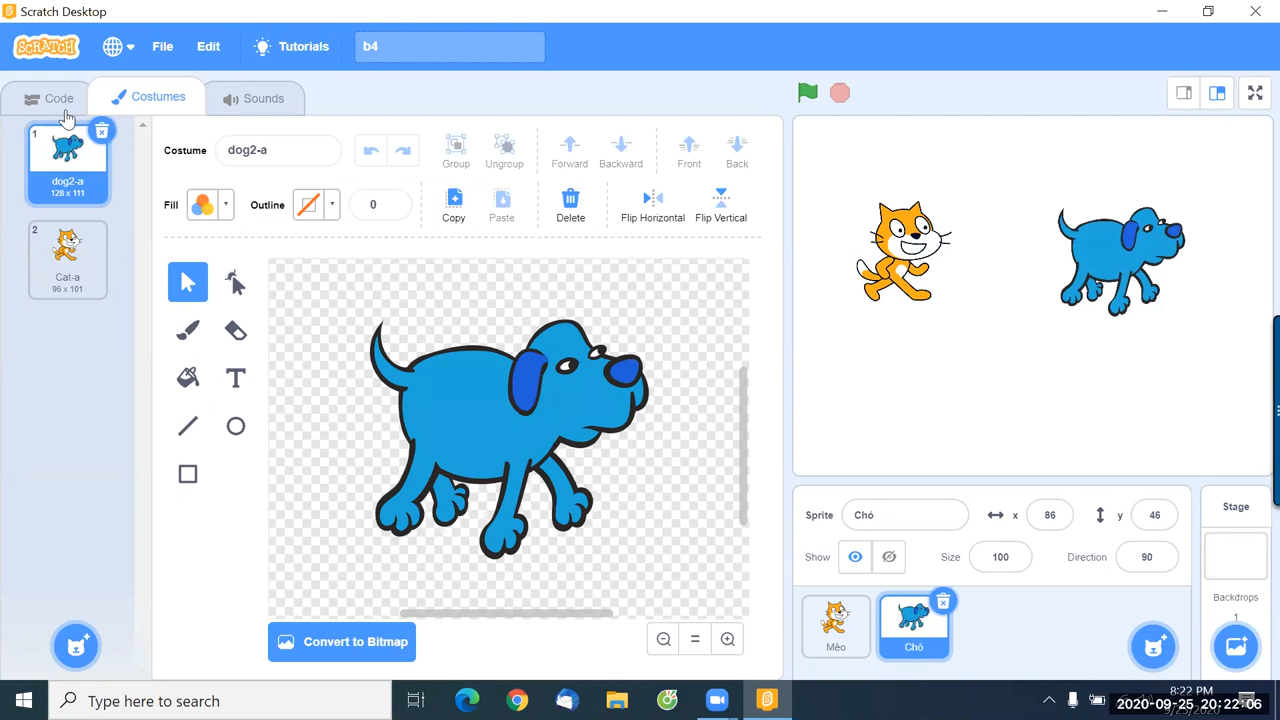 Scratch Desktop
SCRATCH File Edit Tutorials b4
Code Costumes Sounds
1
dog2-a
128 x 111
2
Cat-a
96 x 101
Costume dog2-a
Group Ungroup Forward Backward Front Back
Fill Outline 0
Copy Paste Delete Flip Horizontal Flip Vertical
T
Convert to Bitmap
Sprite Chó x 86 y 46
Show Size 100 Direction 90
Mèo
Chó
Stage
Backdrops
1
Type here to search
8:22 PM
2020-09-25 20:22:06